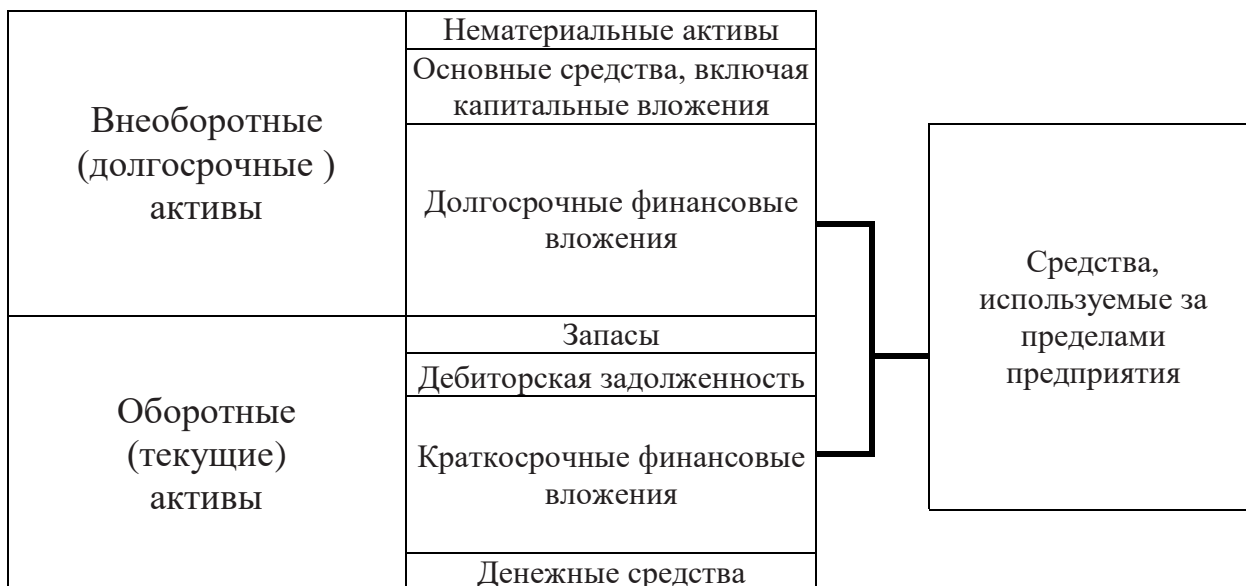 Нематериальные активы
Основные средства, включая
капитальные вложения
Внеоборотные
(долгосрочные )
активы
Долгосрочные финансовые
вложения
Запасы
Дебиторская задолженность
Оборотные
(текущие)
активы
Краткосрочные финансовые
вложения
Денежные средства
Средства,
используемые за
пределами
предприятия